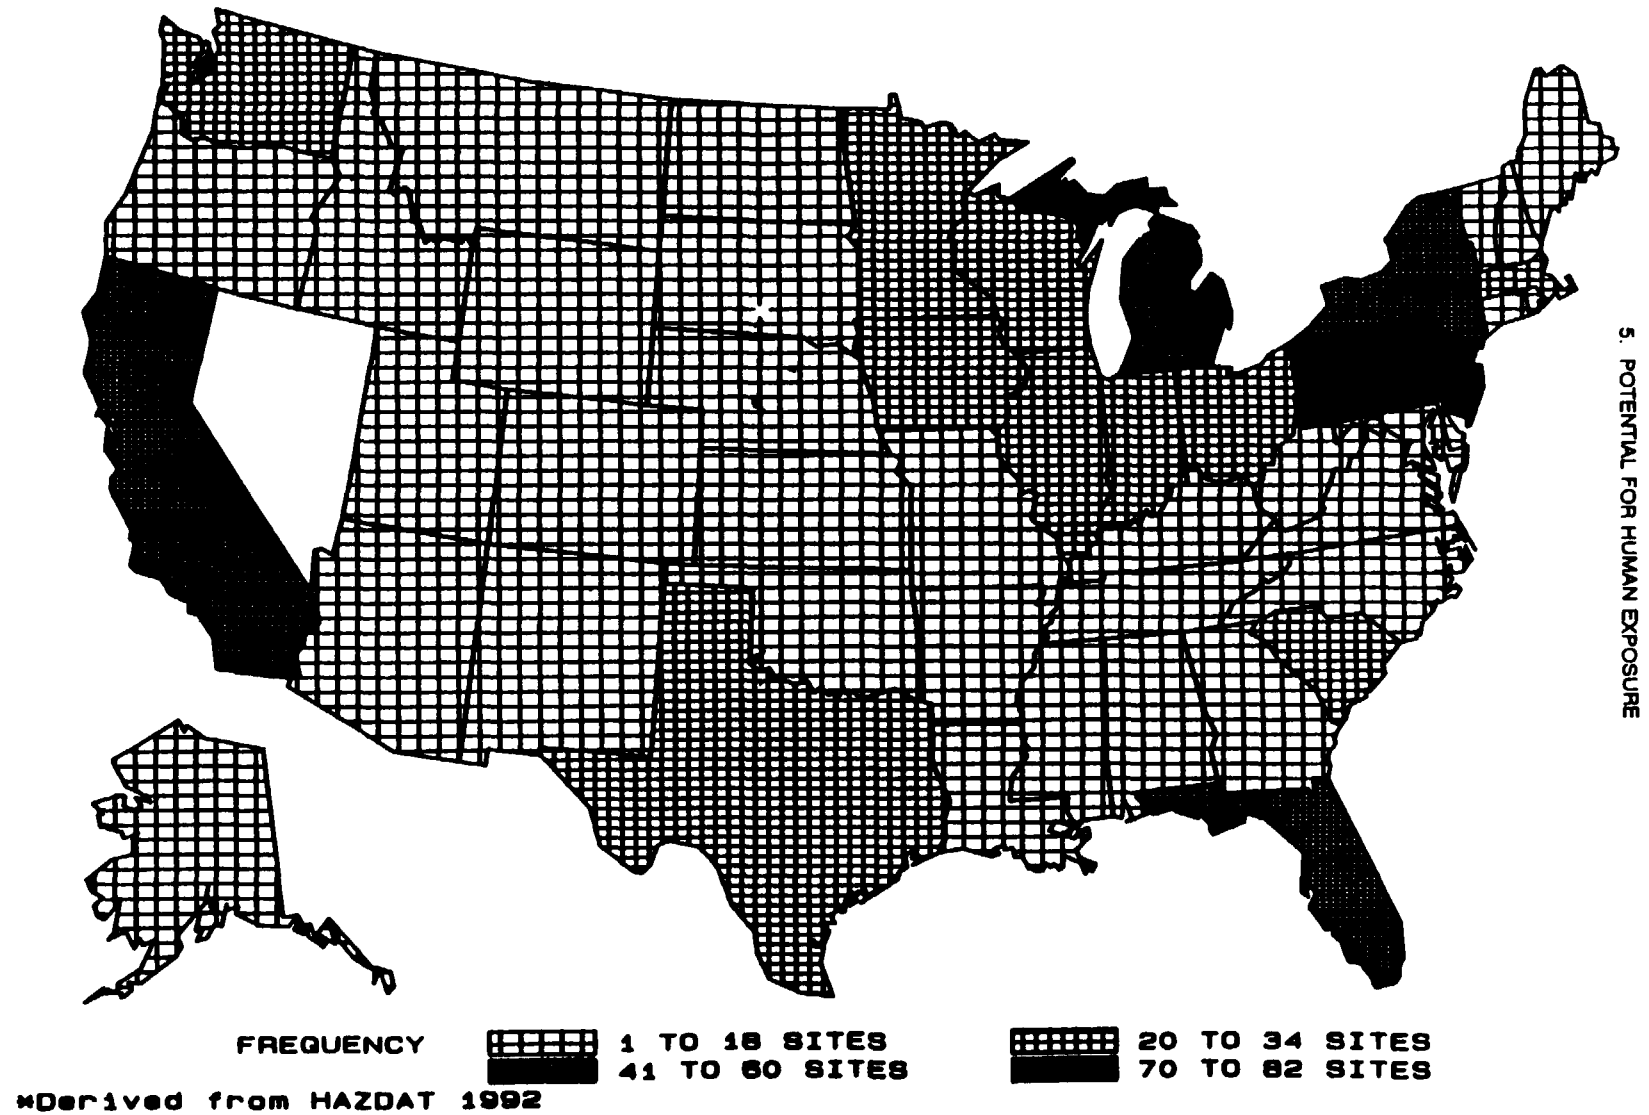 5. POTENTIAL FOR HUMAN EXPOSURE
FREQUENCY
1 TO 18 SITES
20 TO 34 SITES
41 TO 60 SITES
70 TO 82 SITES
*Derived from HAZDAT 1992